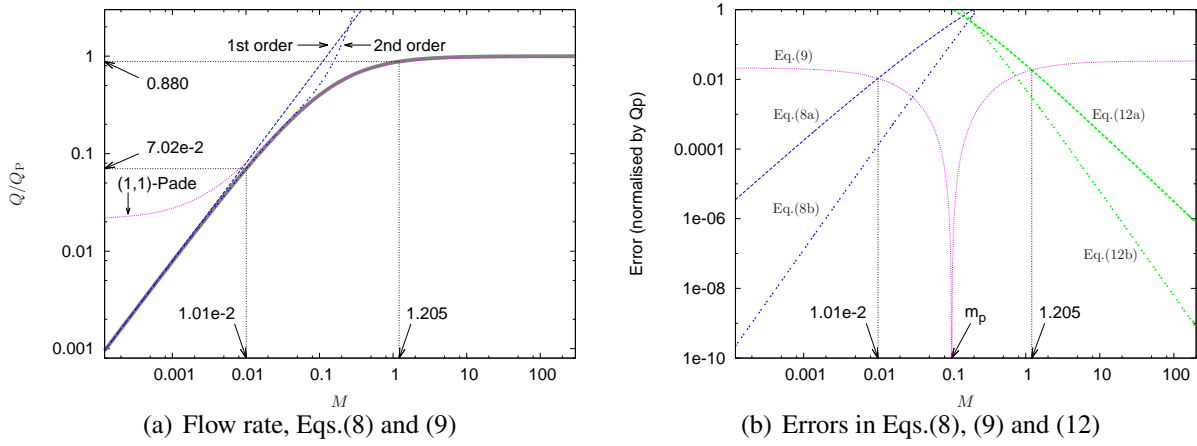 1st order
2nd order
1
0.880
7.02e-2
0.1
(1,1)-Pade
0.01
1.01e-2
1.205
0.001
0.001
0.01
0.1
1
10
100
Q/Q_P
M
(a) Flow rate, Eqs.(8) and (9)
1
Eq.(9)
0.01
Eq.(8a)
Eq.(12a)
0.0001
1e-06
Eq.(8b)
Eq.(12b)
1e-08
1.01e-2
m_p
1.205
1e-10
0.001
0.01
0.1
1
10
100
Error (normalised by Qp)
M
(b) Errors in Eqs.(8), (9) and (12)